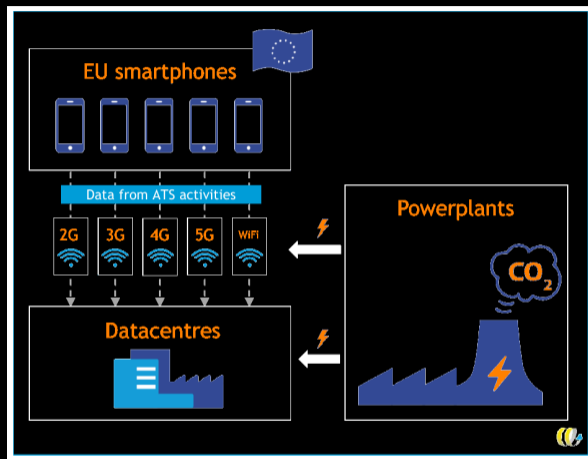 EU smartphones
Data from ATS activities
2G
3G
4G
5G
WiFi
Datacentres
Powerplants
CO2